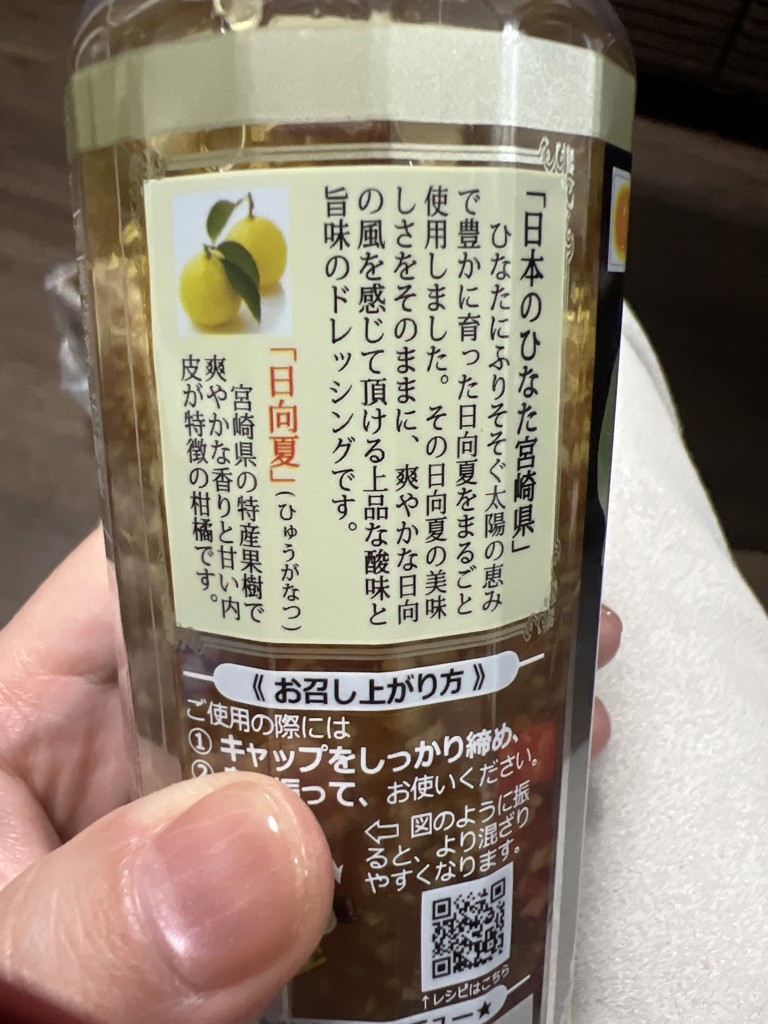 「日本のひなた宮崎県」
ひなたにふりそそぐ太陽の恵み
で豊かに育った日向夏をまるごと
使用しました。その日向夏の美味
しさをそのままに、爽やかな日向
の風を感じて頂ける上品な酸味と
旨味のドレッシングです。
「日向夏」(ひゅうがなつ)
宮崎県の特産果樹で
爽やかな香りと甘い内
皮が特徴の柑橘です。
《お召し上がり方》
ご使用の際には
① キャップをしっかり締め、
② って、お使いください。
⇦ 図のように振
ると、より混ざり
やすくなります。
↑レシピはこちら
ュー★